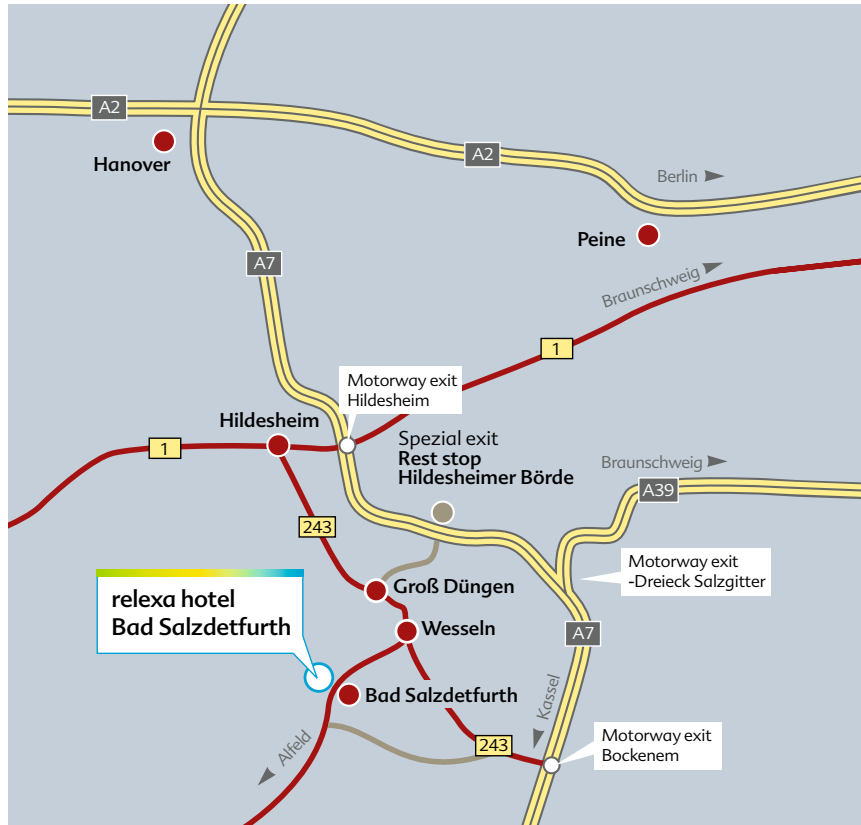 A2
Hanover
A2
Berlin
Peine
A7
Braunschweig
1
Motorway exit
Hildesheim
Hildesheim
1
Spezial exit
Rest stop
Hildesheimer Börde
Braunschweig
A39
243
Motorway exit
-Dreieck Salzgitter
relexa hotel
Bad Salzdetfurth
Groß Düngen
Wesseln
A7
Bad Salzdetfurth
Kassel
Alfeld
243
Motorway exit
Bockenem